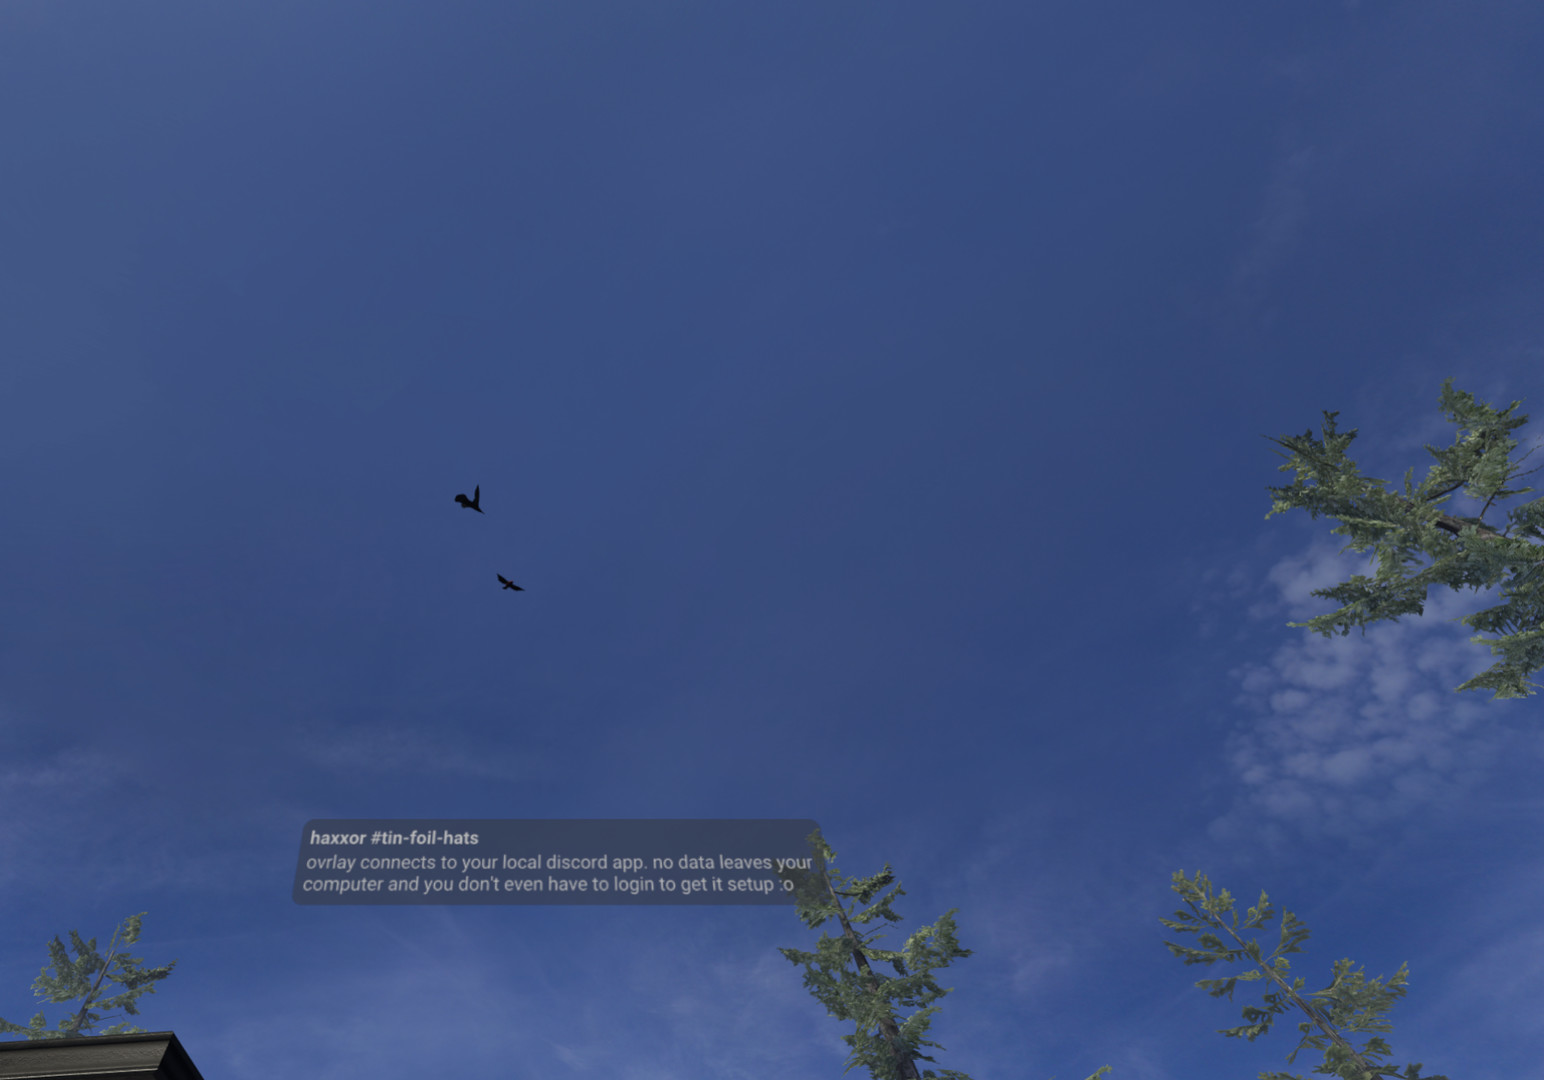 haxxor #tin-foil-hats
ovrlay connects to your local discord app. no data leaves your
computer and you don't even have to login to get it setup :o